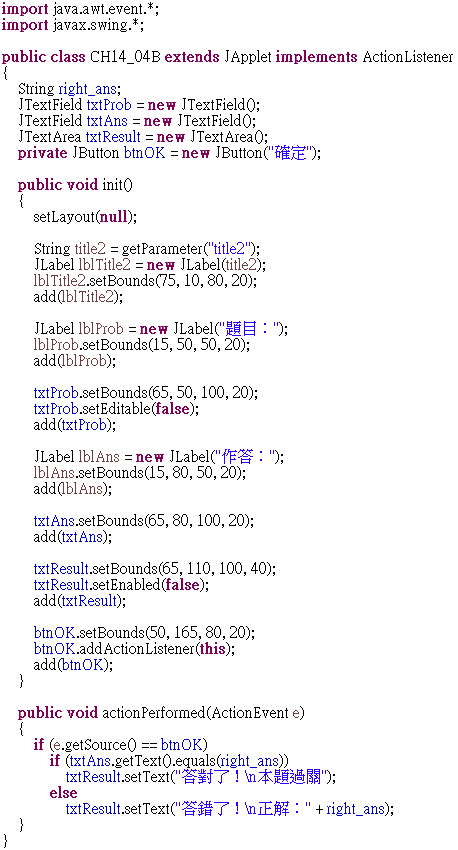 import java.awt.event.*;
import javax.swing.*;
public class CH14_04B extends JApplet implements ActionListener
{
String right_ans;
JTextField txtProb = new JTextField();
JTextField txtAns = new JTextField();
JTextArea txtResult = new JTextArea();
private JButton btnOK = new JButton("確定");
public void init()
{
setLayout(null);
String title2 = getParameter("title2");
JLabel lblTitle2 = new JLabel(title2);
lblTitle2.setBounds(75, 10, 80, 20);
add(lblTitle2);
JLabel lblProb = new JLabel("題目：");
lblProb.setBounds(15, 50, 50, 20);
add(lblProb);
txtProb.setBounds(65, 50, 100, 20);
txtProb.setEditable(false);
add(txtProb);
JLabel lblAns = new JLabel("作答：");
lblAns.setBounds(15, 80, 50, 20);
add(lblAns);
txtAns.setBounds(65, 80, 100, 20);
add(txtAns);
txtResult.setBounds(65, 110, 100, 40);
txtResult.setEnabled(false);
add(txtResult);
btnOK.setBounds(50, 165, 80, 20);
btnOK.addActionListener(this);
add(btnOK);
}
public void actionPerformed(ActionEvent e)
{
if (e.getSource() == btnOK)
if (txtAns.getText().equals(right_ans))
txtResult.setText("答對了！\n本題過關");
else
txtResult.setText("答錯了！\n正解：" + right_ans);
}
}